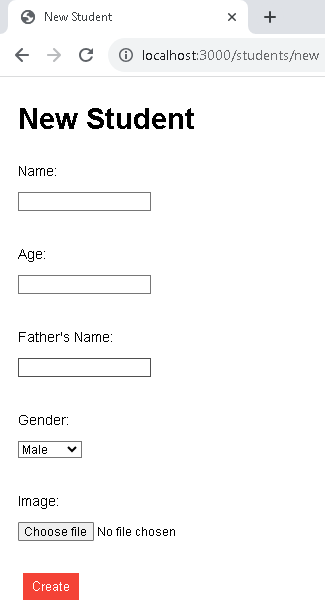 New Student
localhost:3000/students/new
New Student
Name:
Age:
Father's Name:
Gender:
Male
Image:
Choose file No file chosen
Create